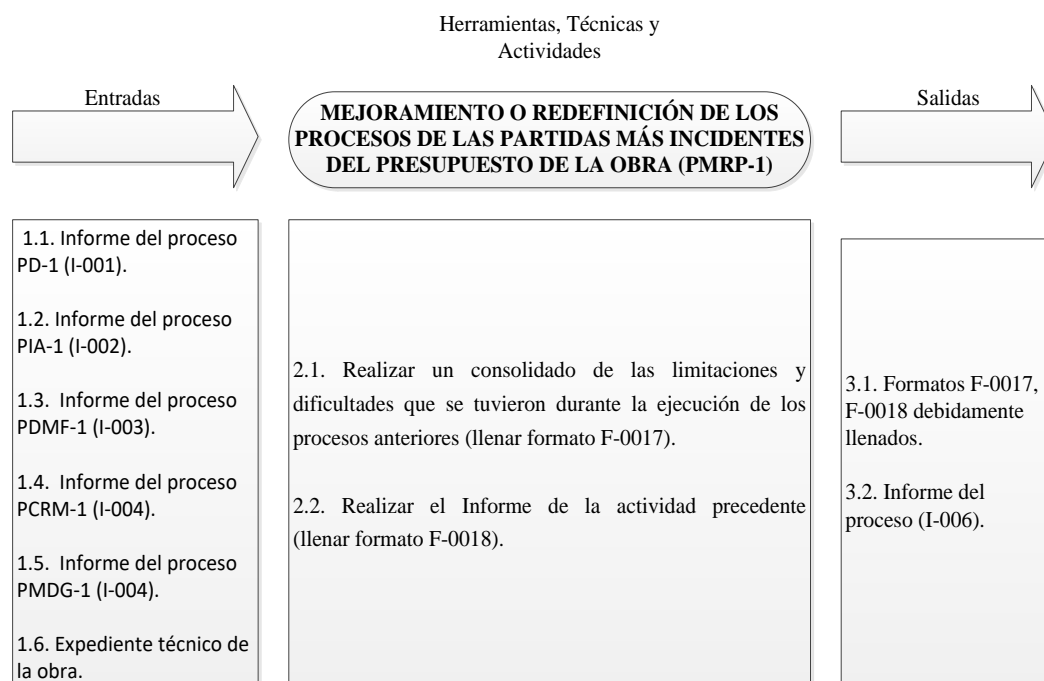 Herramientas, Técnicas y
Actividades
Entradas
MEJORAMIENTO O REDEFINICIÓN DE LOS
PROCESOS DE LAS PARTIDAS MÁS INCIDENTES
DEL PRESUPUESTO DE LA OBRA (PMRP-1)
Salidas
1.1. Informe del proceso
PD-1 (I-001).
1.2. Informe del proceso
PIA-1 (I-002).
1.3. Informe del proceso
PDMF-1 (I-003).
1.4. Informe del proceso
PCRM-1 (I-004).
1.5. Informe del proceso
PMDG-1 (I-004).
1.6. Expediente técnico de
la obra.
2.1. Realizar un consolidado de las limitaciones y
dificultades que se tuvieron durante la ejecución de los
procesos anteriores (llenar formato F-0017).
2.2. Realizar el Informe de la actividad precedente
(llenar formato F-0018).
3.1. Formatos F-0017,
F-0018 debidamente
llenados.
3.2. Informe del
proceso (I-006).